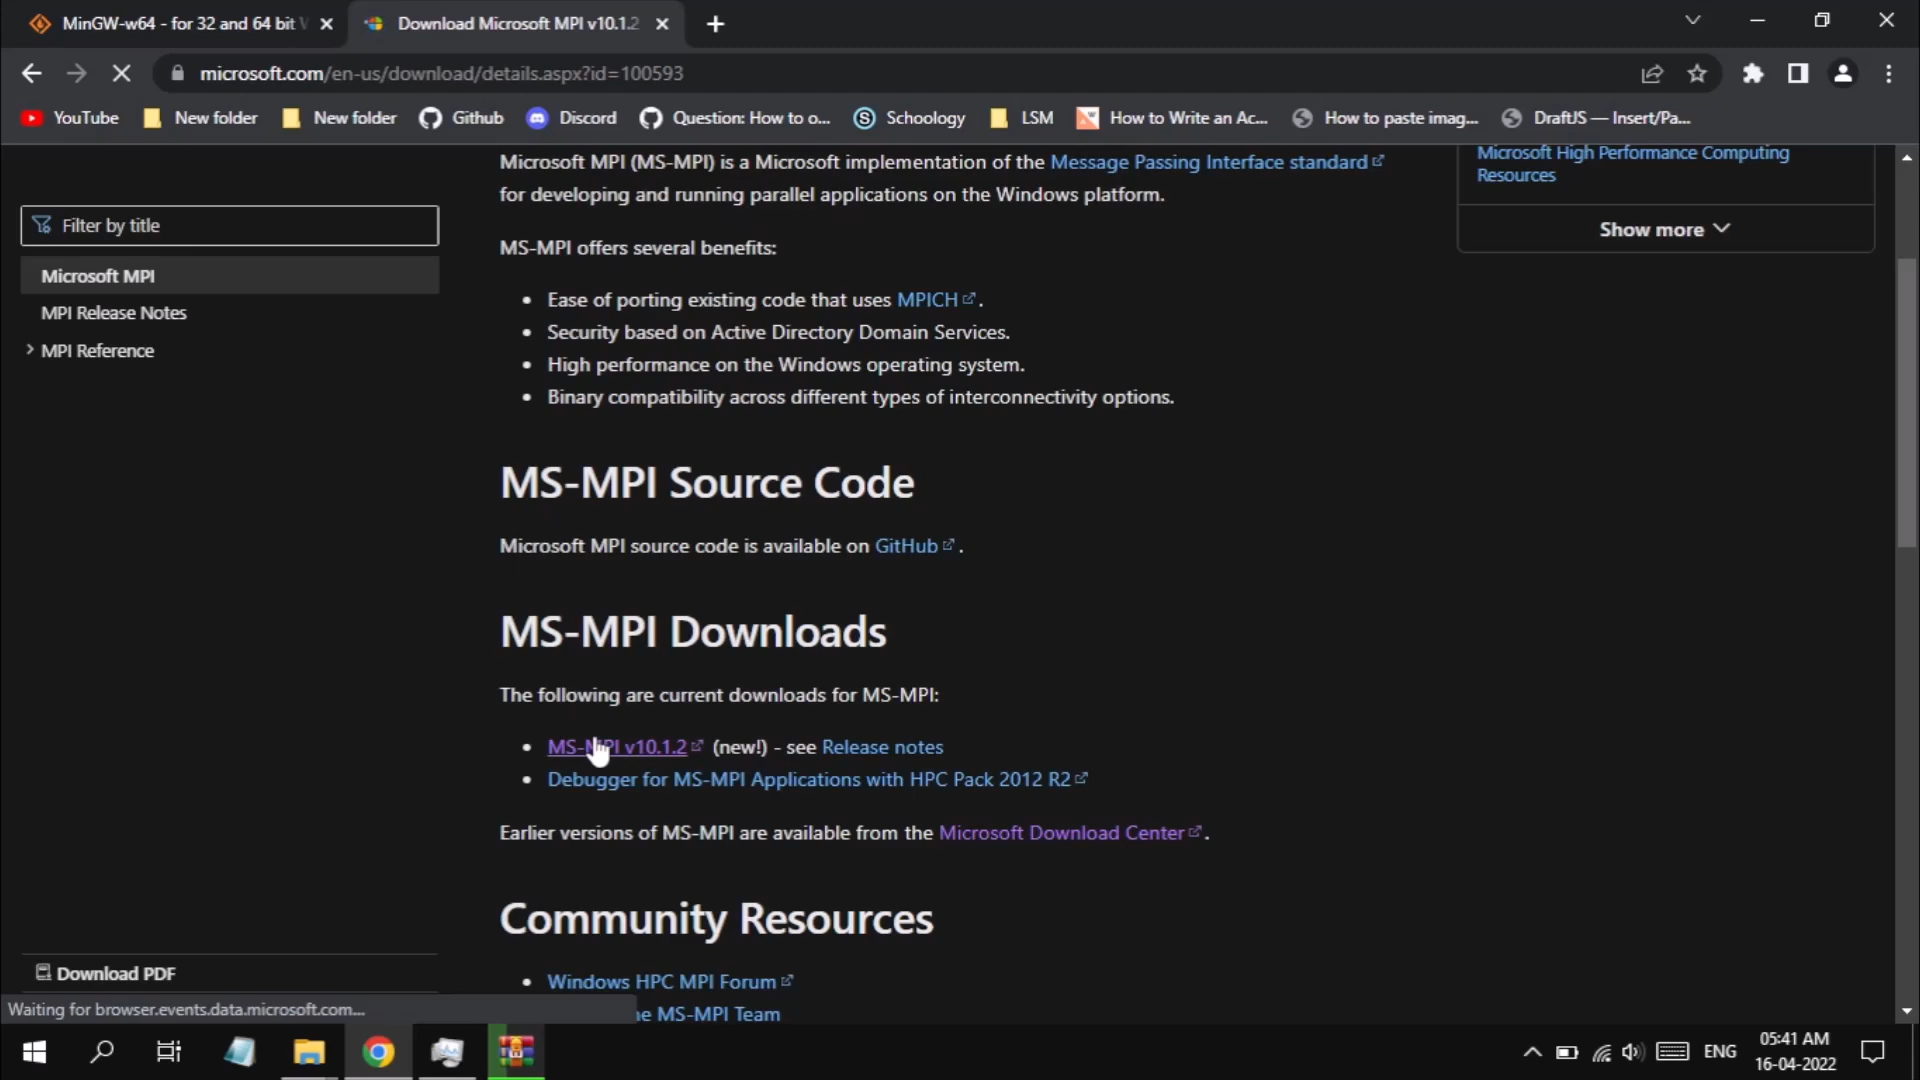 MinGW-w64 - for 32 and 64 bit
Download Microsoft MPI v10.1.2
microsoft.com/en-us/download/details.aspx?id=100593
YouTube
New folder
New folder
Github
Discord
Question: How to o...
Schoology
LSM
How to Write an Ac...
How to paste imag...
DraftJS — Insert/Pa...
Filter by title
Microsoft MPI
MPI Release Notes
MPI Reference
Download PDF
Microsoft MPI (MS-MPI) is a Microsoft implementation of the Message Passing Interface standard
for developing and running parallel applications on the Windows platform.
MS-MPI offers several benefits:
Ease of porting existing code that uses MPICH.
Security based on Active Directory Domain Services.
High performance on the Windows operating system.
Binary compatibility across different types of interconnectivity options.
MS-MPI Source Code
Microsoft MPI source code is available on GitHub.
MS-MPI Downloads
The following are current downloads for MS-MPI:
MS-MPI v10.1.2 (new!) - see Release notes
Debugger for MS-MPI Applications with HPC Pack 2012 R2
Earlier versions of MS-MPI are available from the Microsoft Download Center.
Community Resources
Windows HPC MPI Forum
MS-MPI Team
Microsoft High Performance Computing
Resources
Show more
Waiting for browser.events.data.microsoft.com...
ENG
05:41 AM
16-04-2022